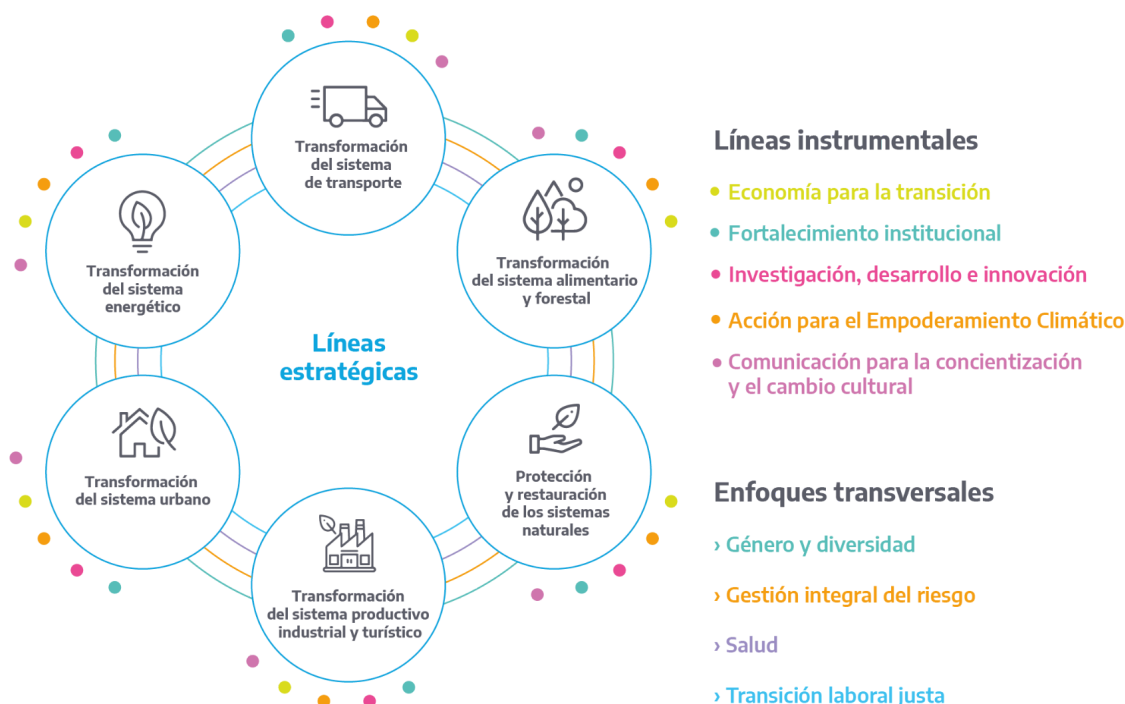 Transformación
del sistema
de transporte
Transformación
del sistema
energético
Transformación
del sistema alimentario
y forestal
Líneas
estratégicas
Transformación
del sistema urbano
Protección
y restauración
de los sistemas
naturales
Transformación
del sistema productivo
industrial y turístico
Líneas instrumentales
Economía para la transición
Fortalecimiento institucional
Investigación, desarrollo e innovación
Acción para el Empoderamiento Climático
Comunicación para la concientización
y el cambio cultural
Enfoques transversales
› Género y diversidad
› Gestión integral del riesgo
› Salud
› Transición laboral justa